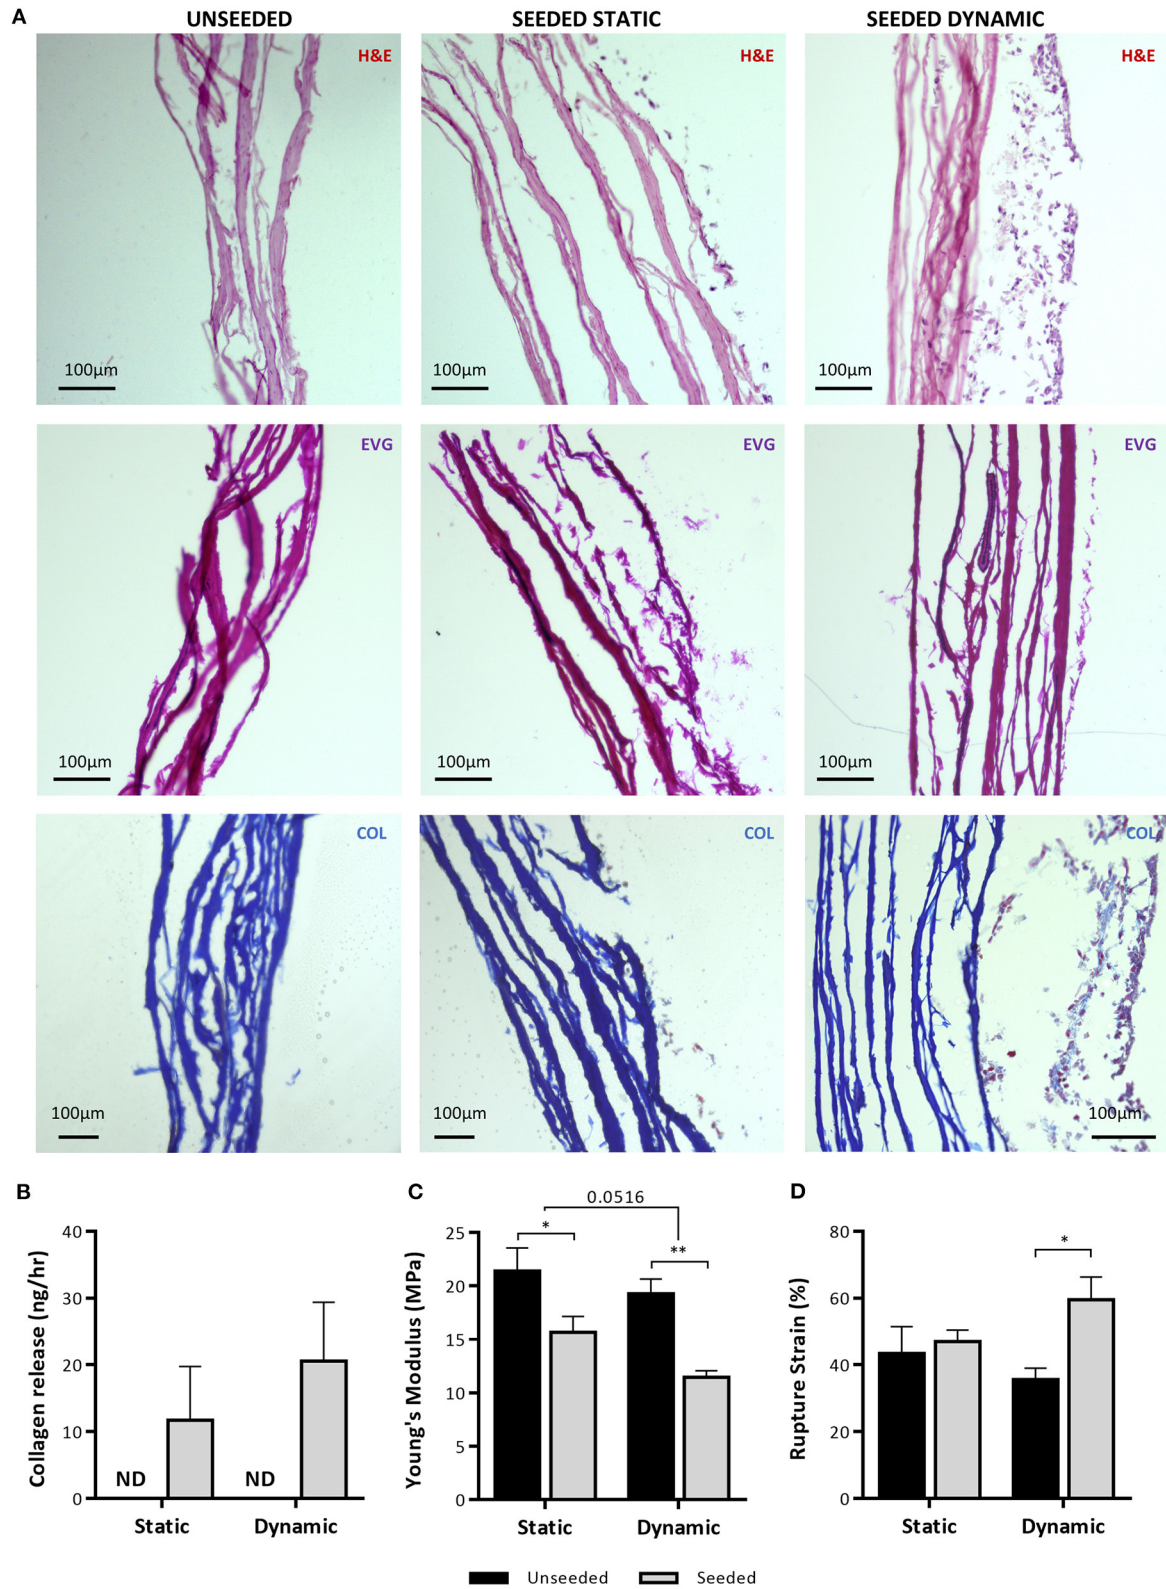 A
UNSEEDED SEEDED STATIC SEEDED DYNAMIC
H&E H&E H&E
100µm 100µm 100µm
EVG EVG EVG
100µm 100µm 100µm
COL COL COL
100µm 100µm 100µm
B
Collagen release (ng/hr)
40
30
20
10
0
ND ND
Static Dynamic
C
Young's Modulus (MPa)
25
20
15
10
5
0
0.0516
* **
Static Dynamic
D
Rupture Strain (%)
80
60
40
20
0
*
Static Dynamic
Unseeded Seeded